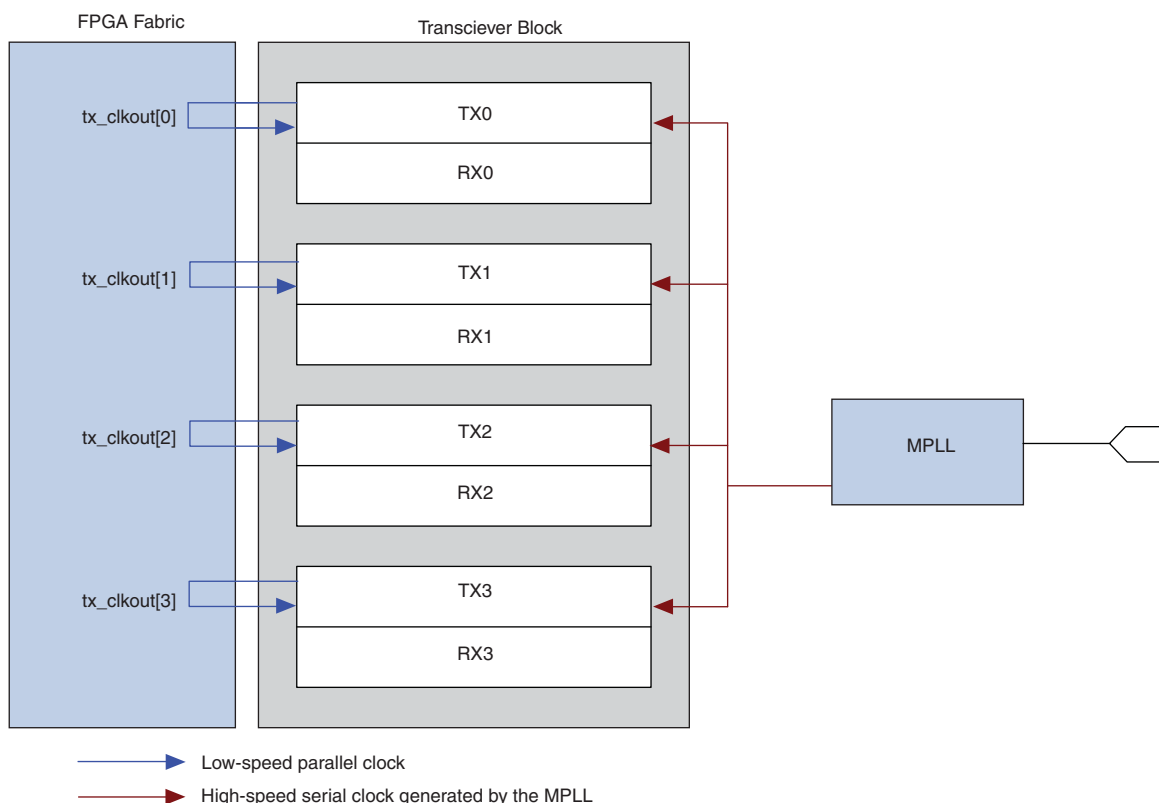 FPGA Fabric
Transciever Block
tx_clkout[0]
TX0
RX0
tx_clkout[1]
TX1
RX1
tx_clkout[2]
TX2
RX2
MPLL
tx_clkout[3]
TX3
RX3
Low-speed parallel clock
High-speed serial clock generated by the MPLL